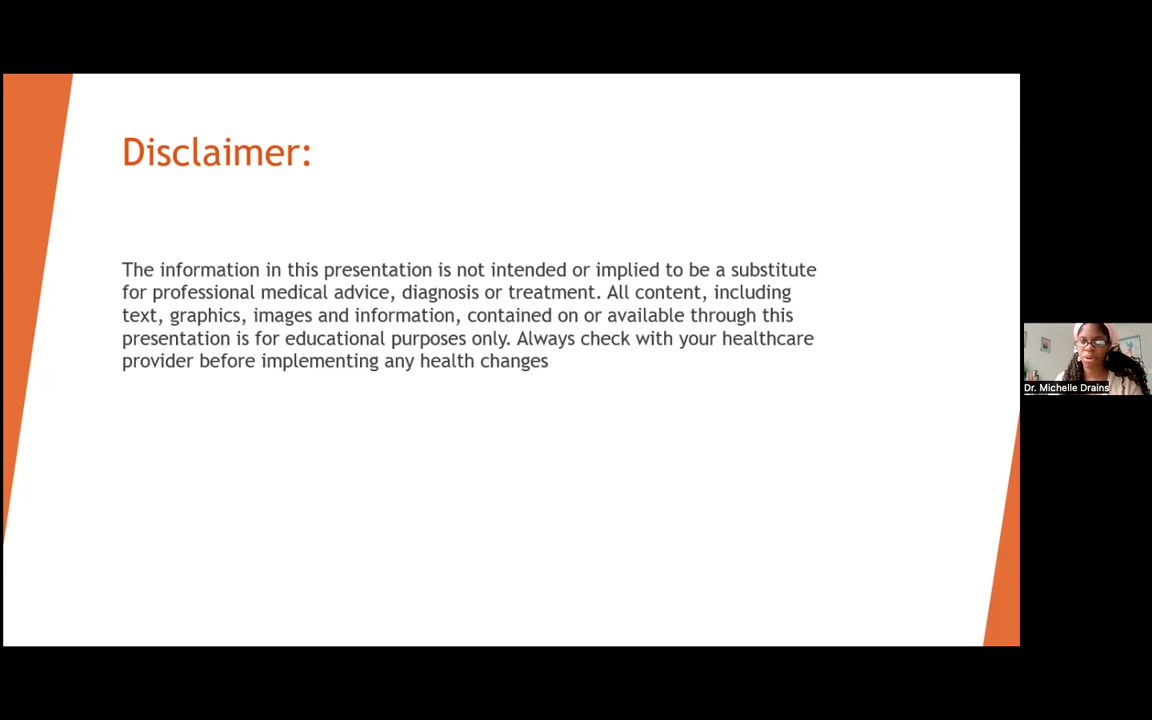 Disclaimer:
The information in this presentation is not intended or implied to be a substitute
for professional medical advice, diagnosis or treatment. All content, including
text, graphics, images and information, contained on or available through this
presentation is for educational purposes only. Always check with your healthcare
provider before implementing any health changes
Dr. Michelle Drains